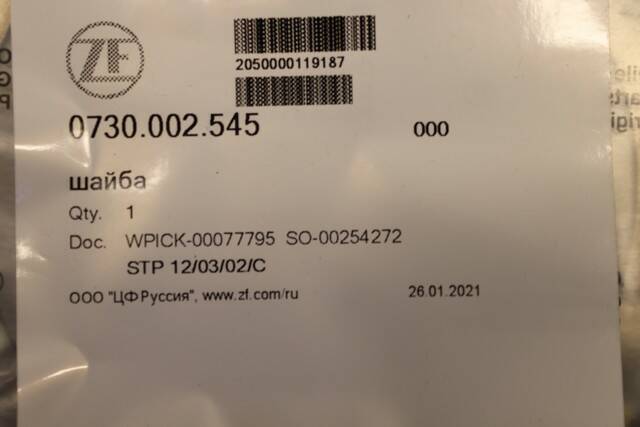 ZF
2050000119187
0730.002.545 000
шайба
Qty. 1
Doc. WPICK-00077795 SO-00254272
STP 12/03/02/C
ООО "ЦФ Руссия", www.zf.com/ru 26.01.2021